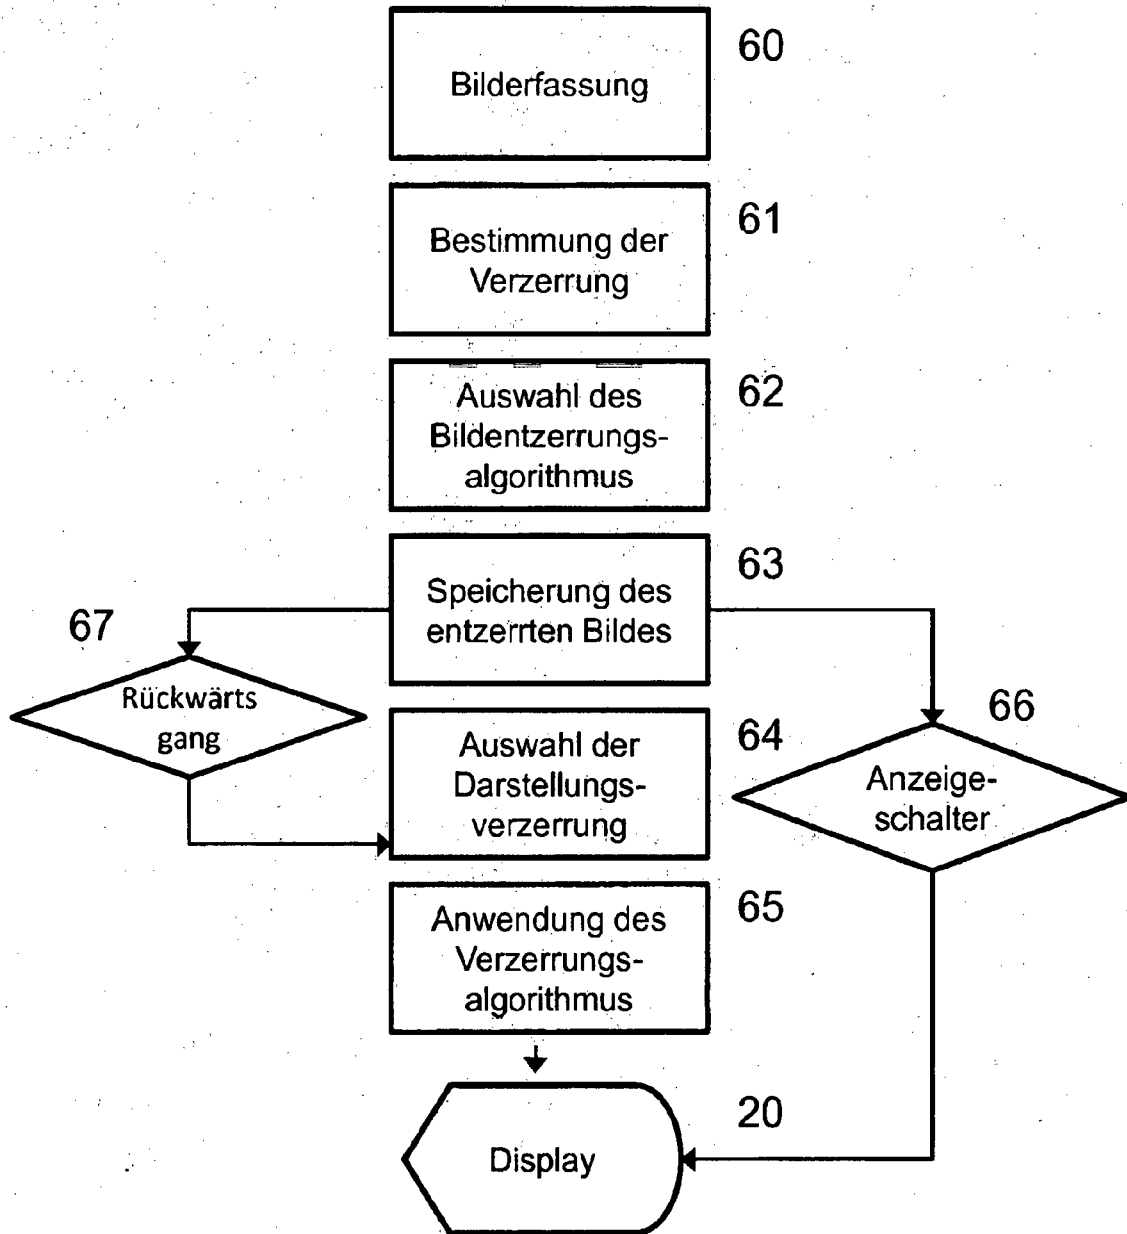 60
Bilderfassung
61
Bestimmung der
Verzerrung
62
Auswahl des
Bildentzerrungs-
algorithmus
63
Speicherung des
entzerrten Bildes
67
Rückwärts
gang
66
Anzeige-
schalter
64
Auswahl der
Darstellungs-
verzerrung
65
Anwendung des
Verzerrungs-
algorithmus
20
Display